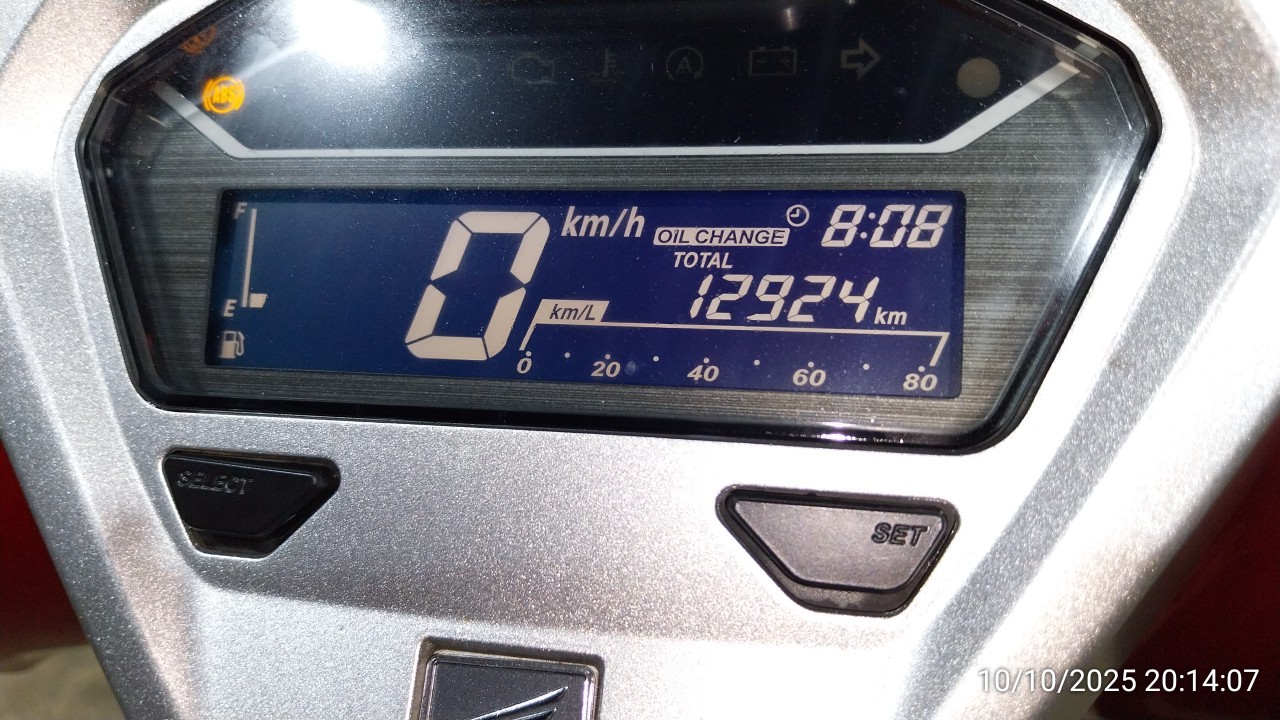 ABS
A
F
km/h
OIL CHANGE
8:08
TOTAL
12924 km
E
km/L
0 20 40 60 80
SELECT
SET
10/10/2025 20:14:07